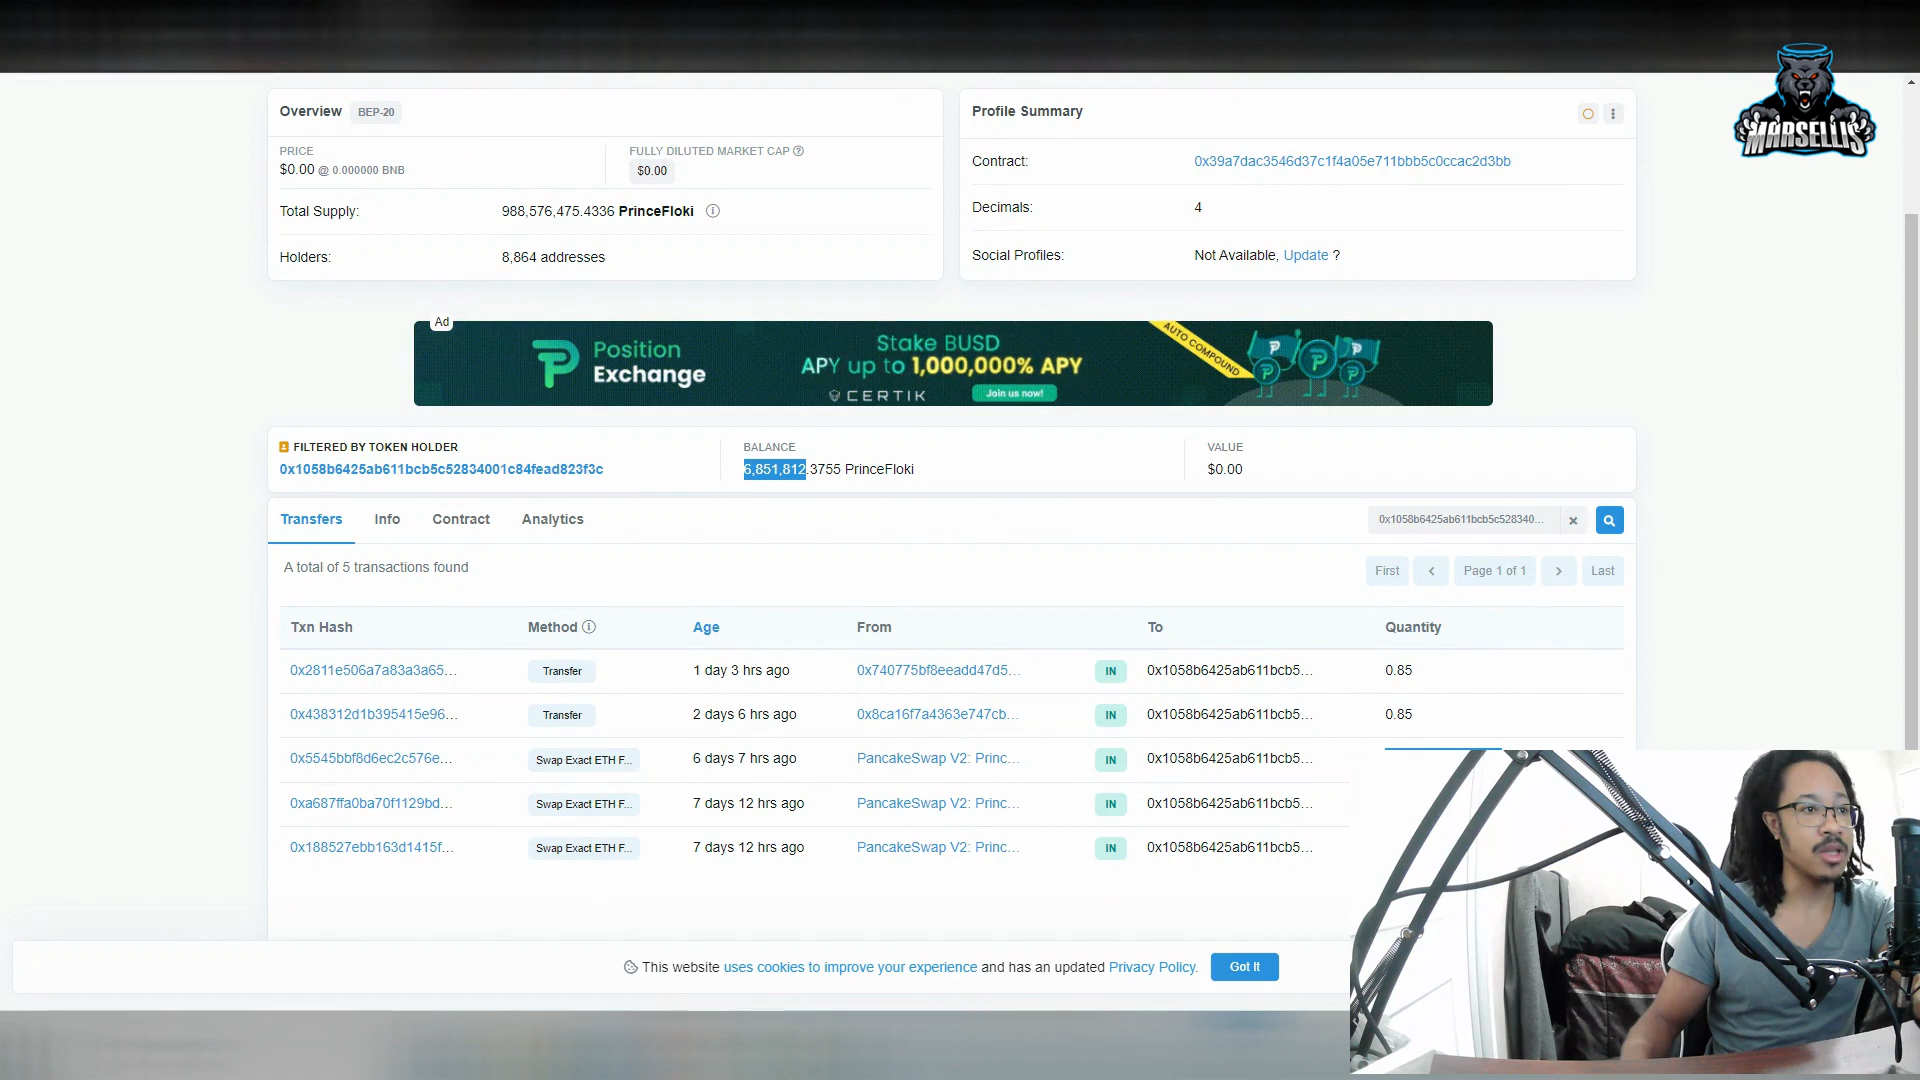 MARSELLIS
Overview BEP-20
PRICE
$0.00 @ 0.000000 BNB
FULLY DILUTED MARKET CAP
$0.00
Total Supply: 988,576,475.4336 PrinceFloki
Holders: 8,864 addresses
Profile Summary
Contract: 0x39a7dac3546d37c1f4a05e711bbb5c0ccac2d3bb
Decimals: 4
Social Profiles: Not Available, Update ?
Ad
Position
Exchange
Stake BUSD
APY up to 1,000,000% APY
CERTIK
Join us now!
AUTO COMPOUND
FILTERED BY TOKEN HOLDER
0x1058b6425ab611bcb5c52834001c84fead823f3c
BALANCE
6,851,812.3755 PrinceFloki
VALUE
$0.00
Transfers Info Contract Analytics
0x1058b6425ab611bcb5c528340...
A total of 5 transactions found
First Page 1 of 1 Last
Txn Hash Method Age From To Quantity
0x2811e506a7a83a3a65... Transfer 1 day 3 hrs ago 0x740775bf8eeadd47d5... IN 0x1058b6425ab611bcb5... 0.85
0x438312d1b395415e96... Transfer 2 days 6 hrs ago 0x8ca16f7a4363e747cb... IN 0x1058b6425ab611bcb5... 0.85
0x5545bbf8d6ec2c576e... Swap Exact ETH F... 6 days 7 hrs ago PancakeSwap V2: Princ... IN 0x1058b6425ab611bcb5...
0xa687ffa0ba70f1129bd... Swap Exact ETH F... 7 days 12 hrs ago PancakeSwap V2: Princ... IN 0x1058b6425ab611bcb5...
0x188527ebb163d1415f... Swap Exact ETH F... 7 days 12 hrs ago PancakeSwap V2: Princ... IN 0x1058b6425ab611bcb5...
This website uses cookies to improve your experience and has an updated Privacy Policy. Got It